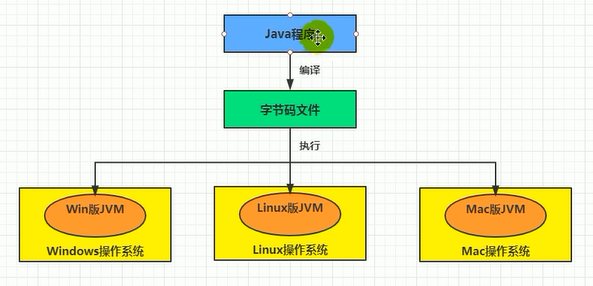 Java程序
编译
字节码文件
执行
Win版JVM
Linux版JVM
Mac版JVM
Windows操作系统
Linux操作系统
Mac操作系统